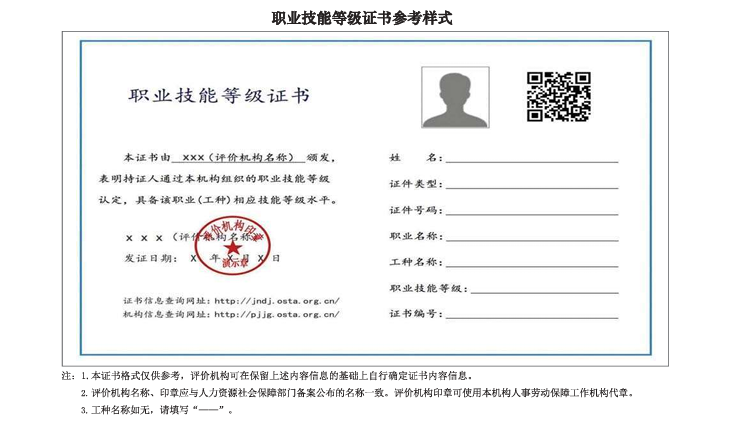 职业技能等级证书参考样式
职业技能等级证书
本证书由 xxx（评价机构名称） 颁发，
表明持证人通过本机构组织的职业技能等级
认定，具备该职业(工种)相应技能等级水平。
x x x （评价机构名称）
发证日期： X 年 X 月 X 日
评价机构印章
演示章
证书信息查询网址：http://jndj.osta.org.cn/
机构信息查询网址：http://pjjg.osta.org.cn/
姓 名：
证件类型：
证件号码：
职业名称：
工种名称：
职业技能等级：
证书编号：
注：1.本证书格式仅供参考，评价机构可在保留上述内容信息的基础上自行确定证书内容信息。
2.评价机构名称、印章应与人力资源社会保障部门备案公布的名称一致。评价机构印章可使用本机构人事劳动保障工作机构代章。
3.工种名称如无，请填写“——”。